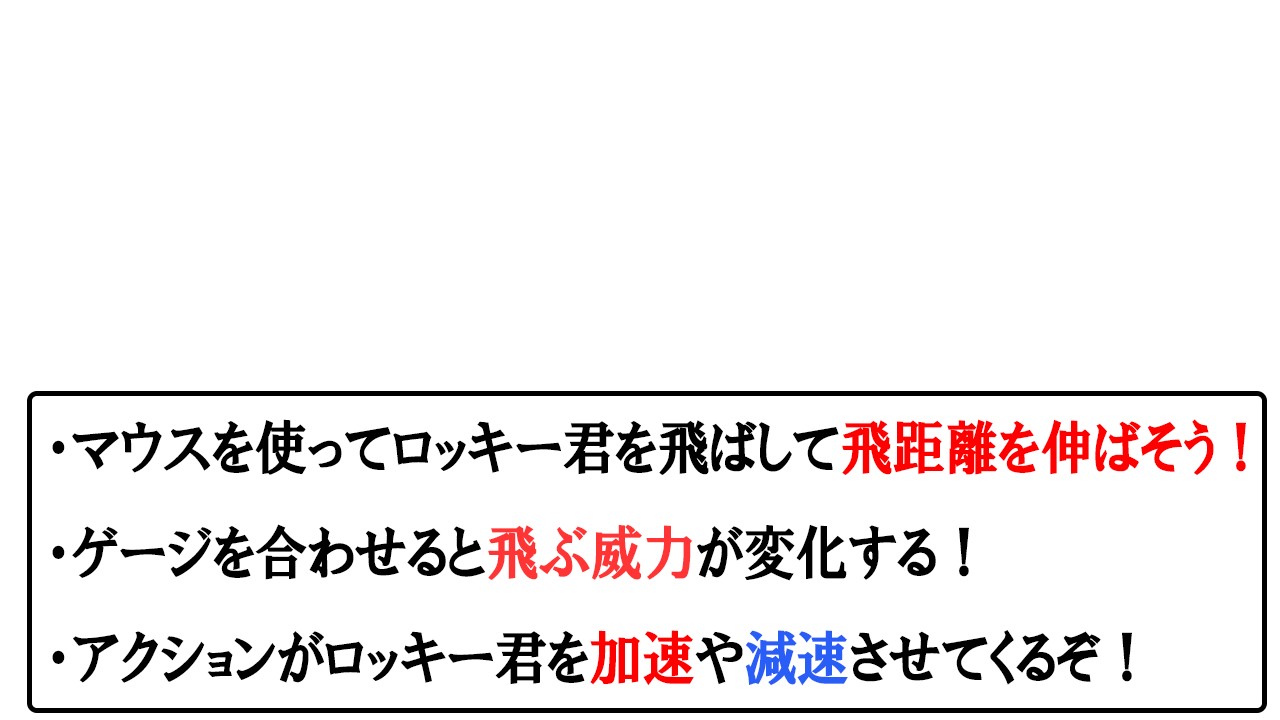 ・マウスを使ってロッキー君を飛ばして飛距離を伸ばそう！
・ゲージを合わせると飛ぶ威力が変化する！
・アクションがロッキー君を加速や減速させてくるぞ！